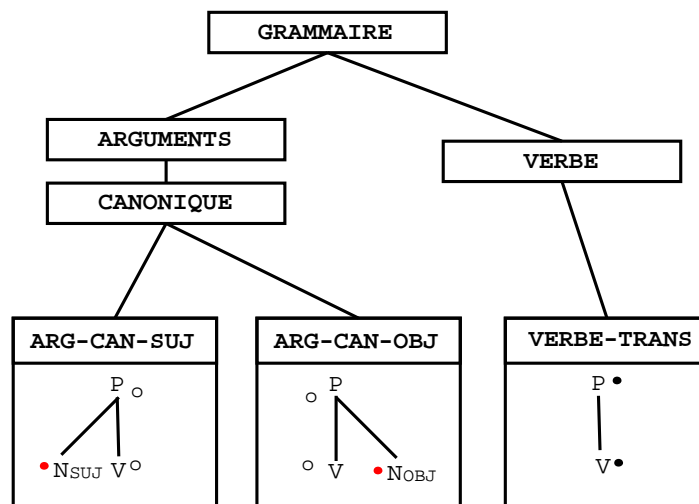 GRAMMAIRE
ARGUMENTS
VERBE
CANONIQUE
ARG-CAN-SUJ
ARG-CAN-OBJ
VERBE-TRANS
P
P
P
NSUJ V
V NOBJ
V